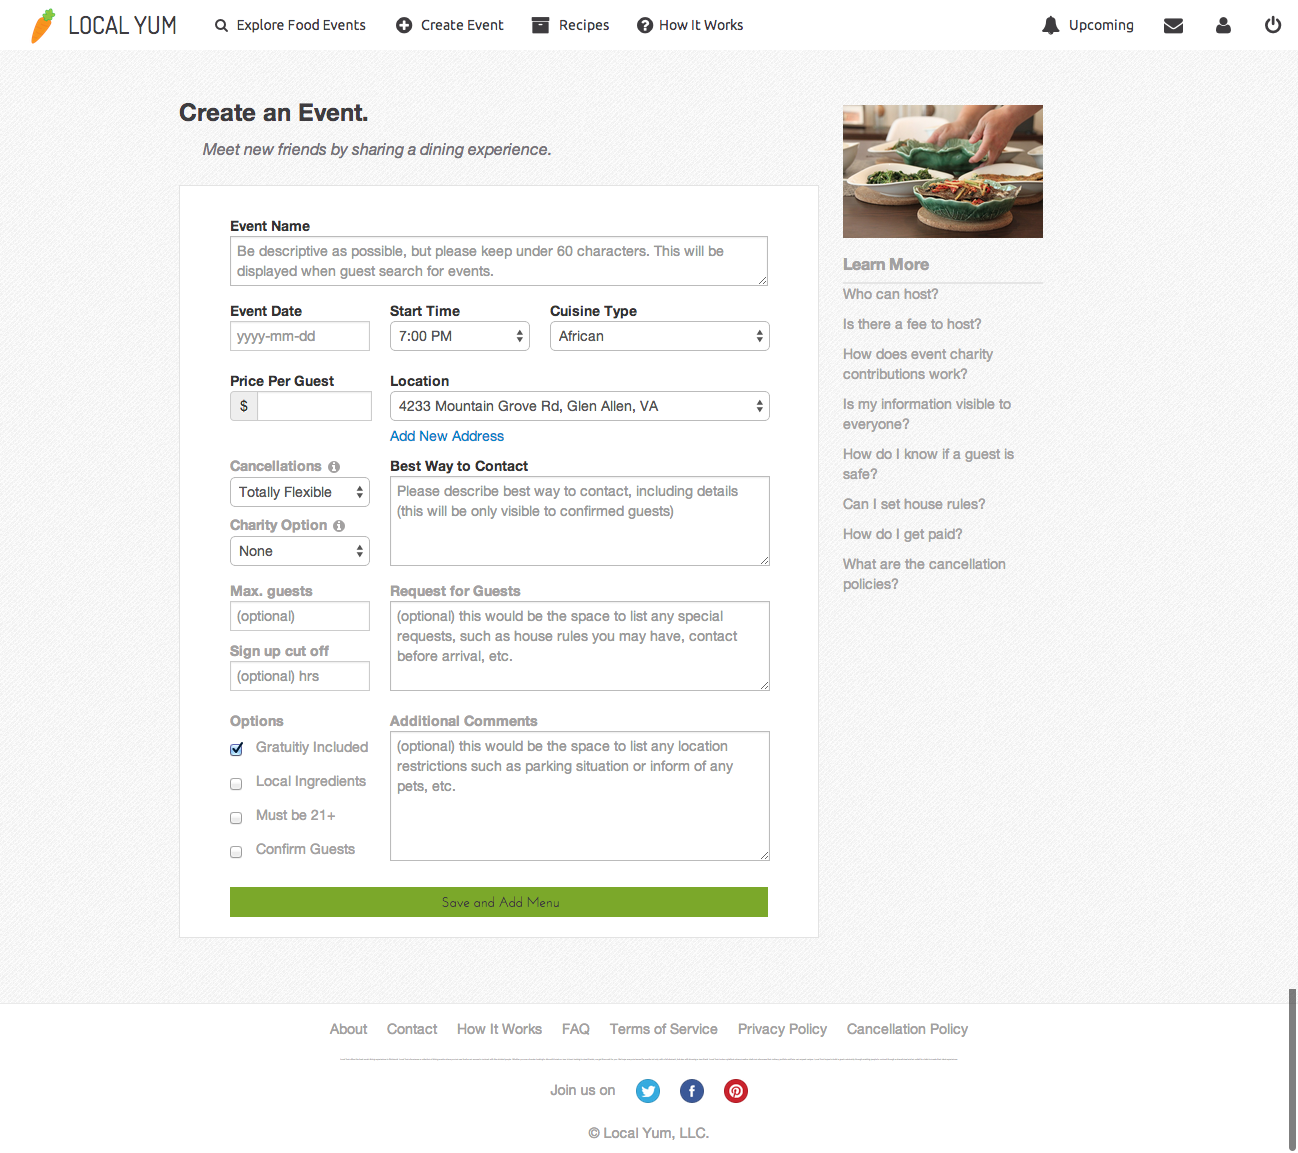 LOCAL YUM
Explore Food Events
Create Event
Recipes
How It Works
Upcoming
Create an Event.
Meet new friends by sharing a dining experience.
Event Name
Be descriptive as possible, but please keep under 60 characters. This will be
displayed when guest search for events.
Event Date
Start Time
Cuisine Type
yyyy-mm-dd
7:00 PM
African
Price Per Guest
Location
$
4233 Mountain Grove Rd, Glen Allen, VA
Add New Address
Cancellations
Totally Flexible
Charity Option
None
Best Way to Contact
Please describe best way to contact, including details
(this will be only visible to confirmed guests)
Max. guests
(optional)
Sign up cut off
(optional) hrs
Request for Guests
(optional) this would be the space to list any special
requests, such as house rules you may have, contact
before arrival, etc.
Options
Gratuitiy Included
Local Ingredients
Must be 21+
Confirm Guests
Additional Comments
(optional) this would be the space to list any location
restrictions such as parking situation or inform of any
pets, etc.
Save and Add Menu
Learn More
Who can host?
Is there a fee to host?
How does event charity
contributions work?
Is my information visible to
everyone?
How do I know if a guest is
safe?
Can I set house rules?
How do I get paid?
What are the cancellation
policies?
About
Contact
How It Works
FAQ
Terms of Service
Privacy Policy
Cancellation Policy
Join us on
© Local Yum, LLC.